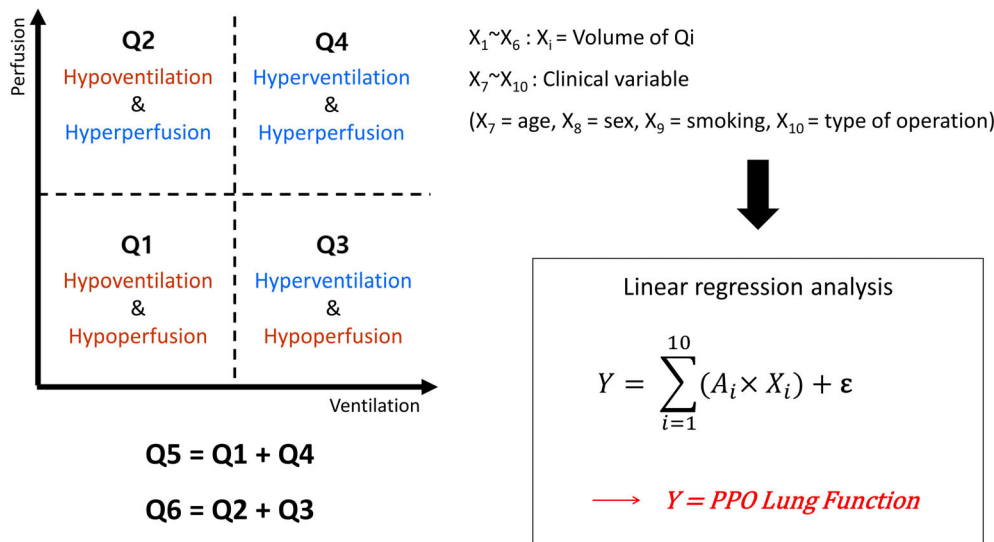 Perfusion
Q2
Hypoventilation
&
Hyperperfusion
Q4
Hyperventilation
&
Hyperperfusion
Q1
Hypoventilation
&
Hypoperfusion
Q3
Hyperventilation
&
Hypoperfusion
Ventilation
Q5 = Q1 + Q4
Q6 = Q2 + Q3
X₁~X₆ : Xᵢ = Volume of Qi
X₇~X₁₀ : Clinical variable
(X₇ = age, X₈ = sex, X₉ = smoking, X₁₀ = type of operation)
Linear regression analysis
Y = ∑_{i=1}^{10} (Aᵢ × Xᵢ) + ε
Y = PPO Lung Function